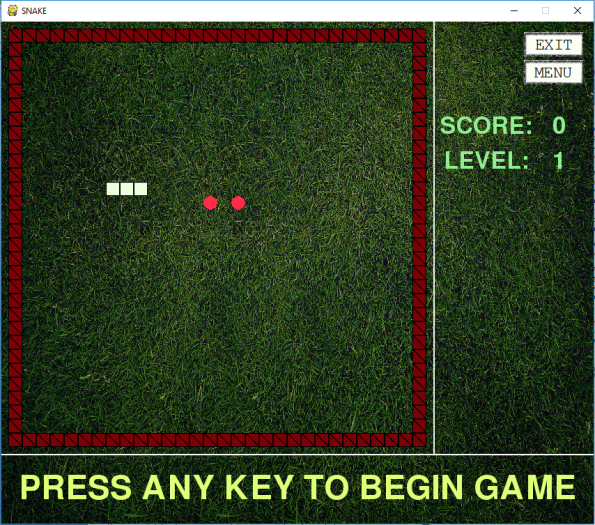 SNAKE
EXIT
MENU
SCORE: 0
LEVEL: 1
PRESS ANY KEY TO BEGIN GAME